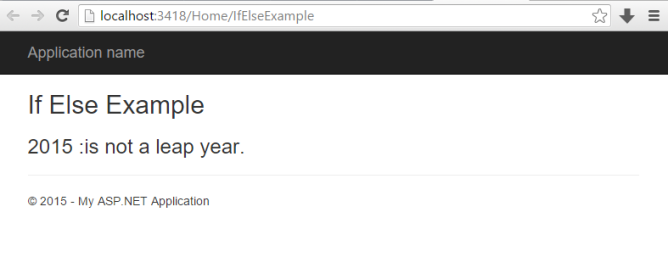 localhost:3418/Home/IfElseExample
Application name
If Else Example
2015 :is not a leap year.
© 2015 - My ASP.NET Application